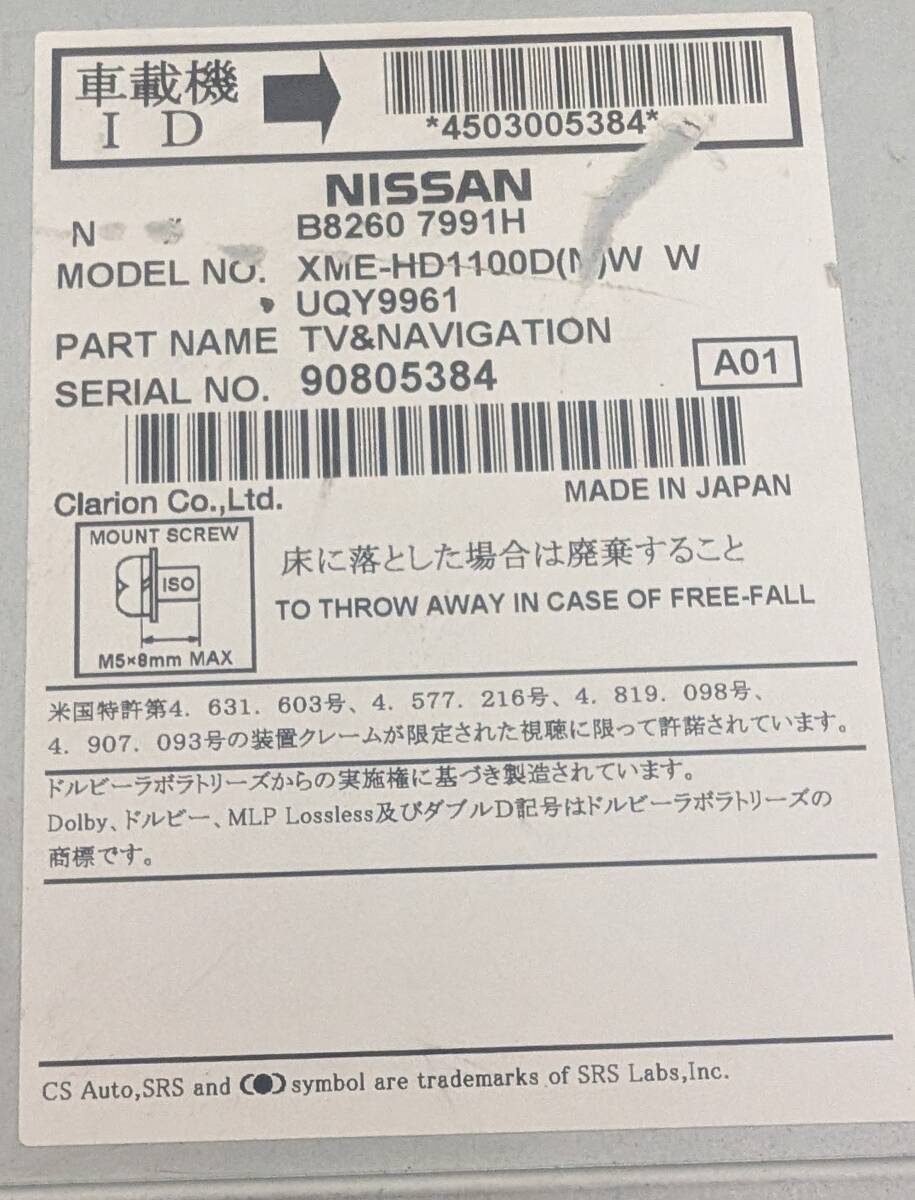 車載機
ID
*4503005384*
NISSAN
N B8260 7991H
MODEL NO. XME-HD1100D( )W W
UQY9961
PART NAME TV&NAVIGATION
SERIAL NO. 90805384
A01
Clarion Co.,Ltd.
MADE IN JAPAN
MOUNT SCREW
ISO
M5×8mm MAX
床に落とした場合は廃棄すること
TO THROW AWAY IN CASE OF FREE-FALL
米国特許第4. 631. 603号、4. 577. 216号、4. 819. 098号、
4. 907. 093号の装置クレームが限定された視聴に限って許諾されています。
ドルビーラボラトリーズからの実施権に基づき製造されています。
Dolby、ドルビー、MLP Lossless及びダブルD記号はドルビーラボラトリーズの
商標です。
CS Auto,SRS and symbol are trademarks of SRS Labs,Inc.